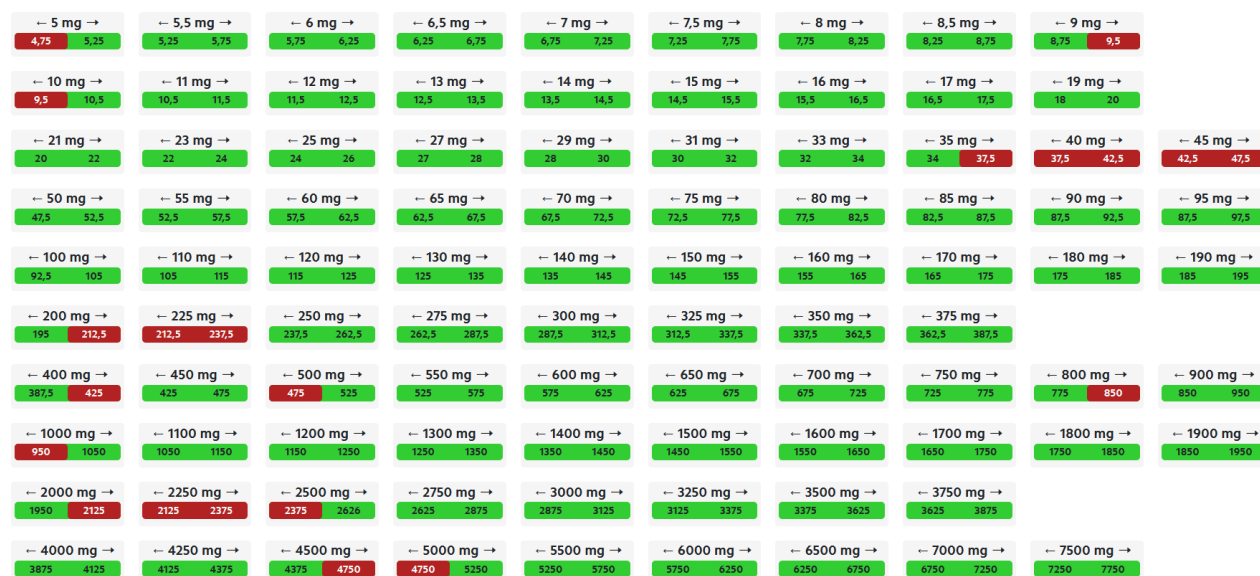 ← 5 mg → ← 5,5 mg → ← 6 mg → ← 6,5 mg → ← 7 mg → ← 7,5 mg → ← 8 mg → ← 8,5 mg → ← 9 mg →
4,75 5,25 5,25 5,75 5,75 6,25 6,25 6,75 6,75 7,25 7,25 7,75 7,75 8,25 8,25 8,75 8,75 9,5
← 10 mg → ← 11 mg → ← 12 mg → ← 13 mg → ← 14 mg → ← 15 mg → ← 16 mg → ← 17 mg → ← 19 mg →
9,5 10,5 10,5 11,5 11,5 12,5 12,5 13,5 13,5 14,5 14,5 15,5 15,5 16,5 16,5 17,5 18 20
← 21 mg → ← 23 mg → ← 25 mg → ← 27 mg → ← 29 mg → ← 31 mg → ← 33 mg → ← 35 mg → ← 40 mg → ← 45 mg →
20 22 22 24 24 26 27 28 28 30 30 32 32 34 34 37,5 37,5 42,5 42,5 47,5
← 50 mg → ← 55 mg → ← 60 mg → ← 65 mg → ← 70 mg → ← 75 mg → ← 80 mg → ← 85 mg → ← 90 mg → ← 95 mg →
47,5 52,5 52,5 57,5 57,5 62,5 62,5 67,5 67,5 72,5 72,5 77,5 77,5 82,5 82,5 87,5 87,5 92,5 87,5 97,5
← 100 mg → ← 110 mg → ← 120 mg → ← 130 mg → ← 140 mg → ← 150 mg → ← 160 mg → ← 170 mg → ← 180 mg → ← 190 mg →
92,5 105 105 115 115 125 125 135 135 145 145 155 155 165 165 175 175 185 185 195
← 200 mg → ← 225 mg → ← 250 mg → ← 275 mg → ← 300 mg → ← 325 mg → ← 350 mg → ← 375 mg →
195 212,5 212,5 237,5 237,5 262,5 262,5 287,5 287,5 312,5 312,5 337,5 337,5 362,5 362,5 387,5
← 400 mg → ← 450 mg → ← 500 mg → ← 550 mg → ← 600 mg → ← 650 mg → ← 700 mg → ← 750 mg → ← 800 mg → ← 900 mg →
387,5 425 425 475 475 525 525 575 575 625 625 675 675 725 725 775 775 850 850 950
← 1000 mg → ← 1100 mg → ← 1200 mg → ← 1300 mg → ← 1400 mg → ← 1500 mg → ← 1600 mg → ← 1700 mg → ← 1800 mg → ← 1900 mg →
950 1050 1050 1150 1150 1250 1250 1350 1350 1450 1450 1550 1550 1650 1650 1750 1750 1850 1850 1950
← 2000 mg → ← 2250 mg → ← 2500 mg → ← 2750 mg → ← 3000 mg → ← 3250 mg → ← 3500 mg → ← 3750 mg →
1950 2125 2125 2375 2375 2626 2625 2875 2875 3125 3125 3375 3375 3625 3625 3875
← 4000 mg → ← 4250 mg → ← 4500 mg → ← 5000 mg → ← 5500 mg → ← 6000 mg → ← 6500 mg → ← 7000 mg → ← 7500 mg →
3875 4125 4125 4375 4375 4750 4750 5250 5250 5750 5750 6250 6250 6750 6750 7250 7250 7750